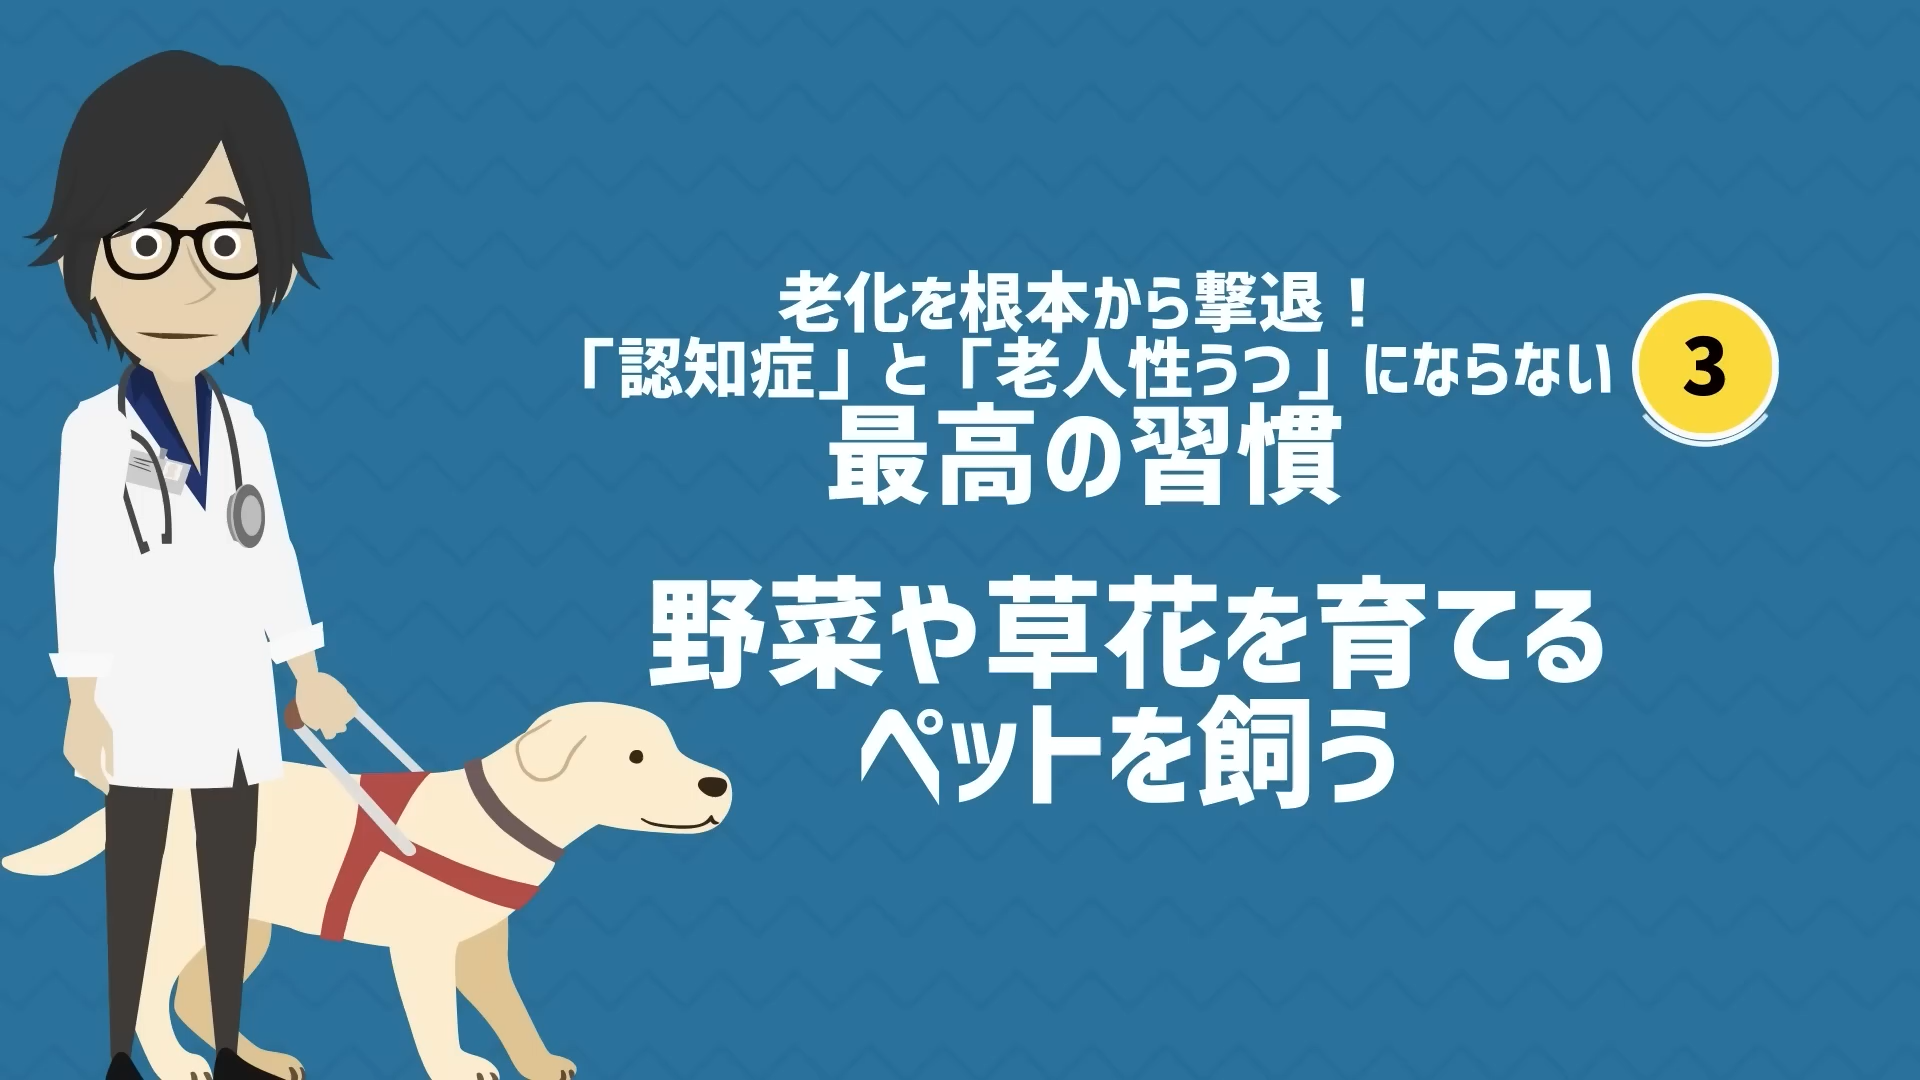 老化を根本から撃退！
「認知症」と「老人性うつ」にならない
最高の習慣
3
野菜や草花を育てる
ペットを飼う